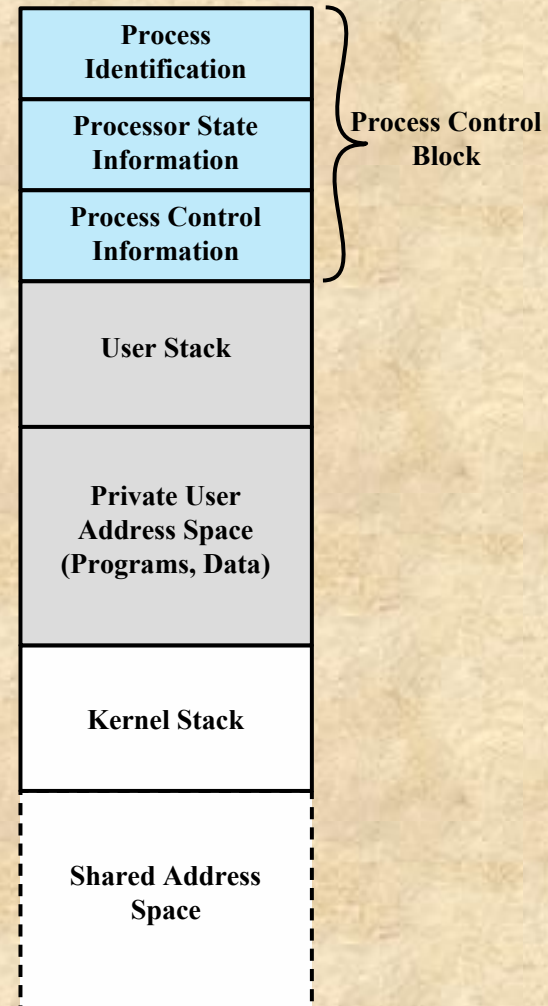 Process
Identification
Processor State
Information
Process Control
Information
Process Control
Block
User Stack
Private User
Address Space
(Programs, Data)
Kernel Stack
Shared Address
Space